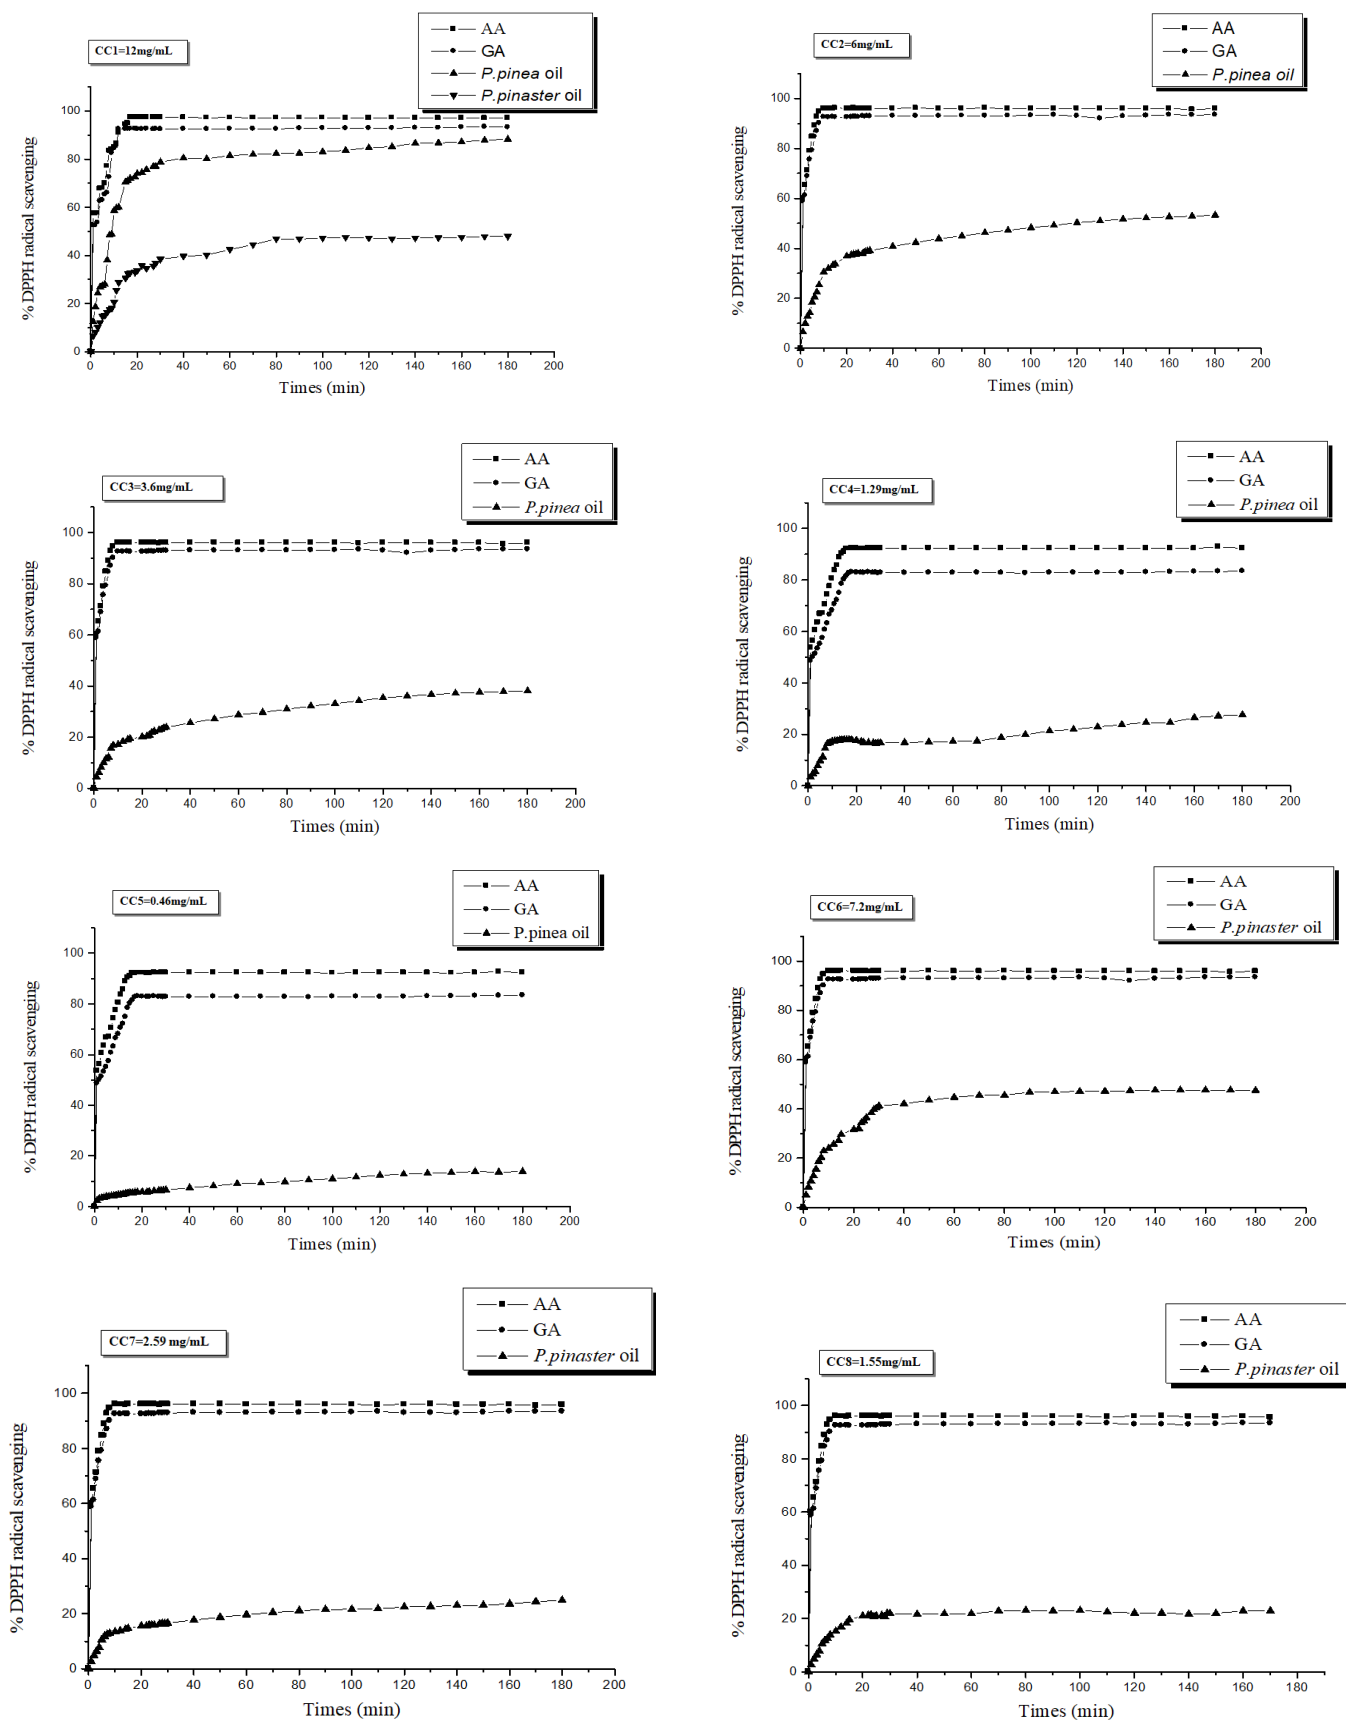 AA
CC1=12mg/mL
GA
P.pinea oil
P.pinaster oil
% DPPH radical scavenging
100
80
60
40
20
0
0 20 40 60 80 100 120 140 160 180 200
Times (min)
AA
CC2=6mg/mL
GA
P.pinea oil
% DPPH radical scavenging
100
80
60
40
20
0
0 20 40 60 80 100 120 140 160 180 200
Times (min)
AA
CC3=3.6mg/mL
GA
P.pinea oil
% DPPH radical scavenging
100
80
60
40
20
0
0 20 40 60 80 100 120 140 160 180 200
Times (min)
AA
CC4=1.29mg/mL
GA
P.pinea oil
% DPPH radical scavenging
100
80
60
40
20
0
0 20 40 60 80 100 120 140 160 180 200
Times (min)
AA
CC5=0.46mg/mL
GA
P.pinea oil
% DPPH radical scavenging
100
80
60
40
20
0
0 20 40 60 80 100 120 140 160 180 200
Times (min)
AA
CC6=7.2mg/mL
GA
P.pinaster oil
% DPPH radical scavenging
100
80
60
40
20
0
0 20 40 60 80 100 120 140 160 180 200
Times (min)
AA
GA
CC7=2.59 mg/mL
P.pinaster oil
% DPPH radical scavenging
100
80
60
40
20
0
0 20 40 60 80 100 120 140 160 180 200
Times (min)
AA
GA
CC8=1.55mg/mL
P.pinaster oil
% DPPH radical scavenging
100
80
60
40
20
0
0 20 40 60 80 100 120 140 160 180
Times (min)